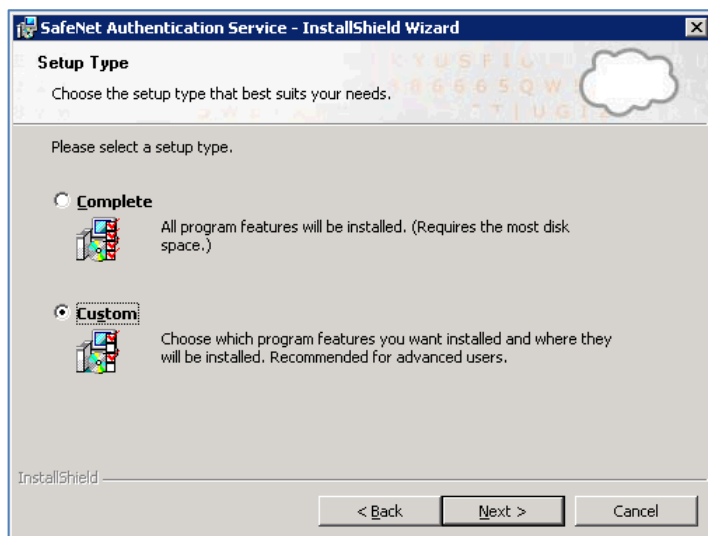 SafeNet Authentication Service - InstallShield Wizard
Setup Type
Choose the setup type that best suits your needs.
Please select a setup type.
Complete
All program features will be installed. (Requires the most disk
space.)
Custom
Choose which program features you want installed and where they
will be installed. Recommended for advanced users.
InstallShield
< Back
Next >
Cancel